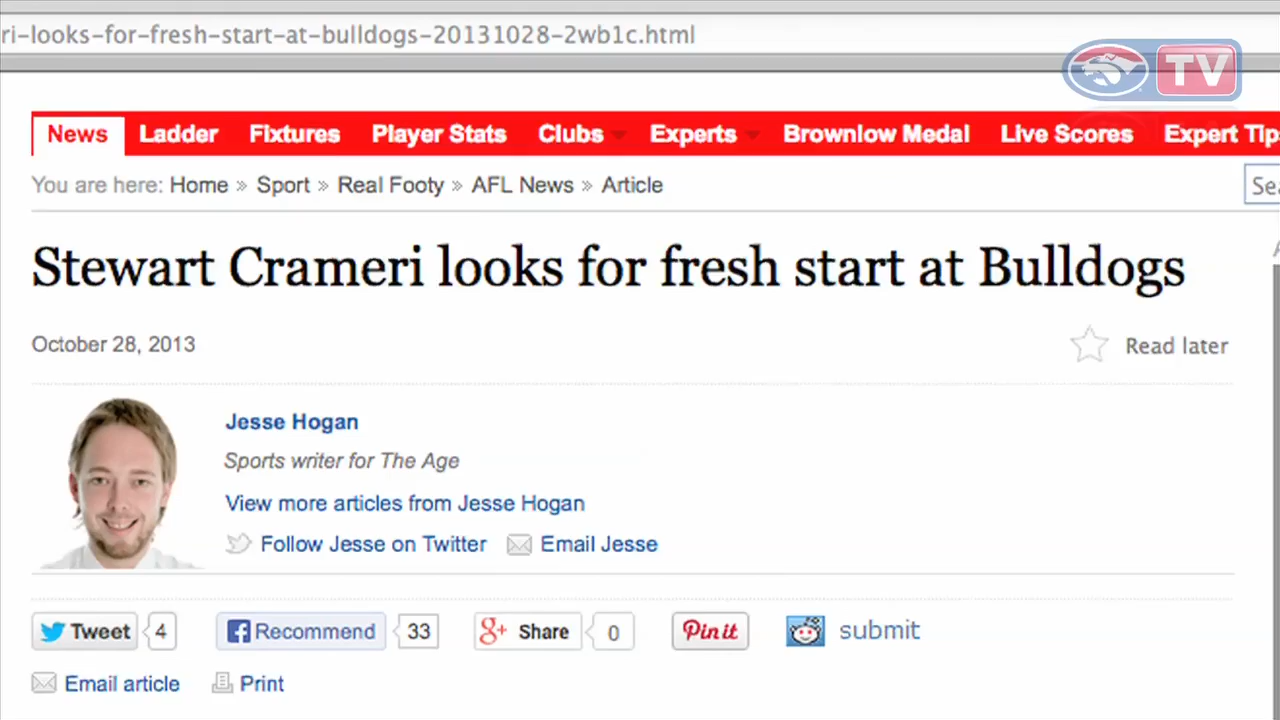 ri-looks-for-fresh-start-at-bulldogs-20131028-2wb1c.html
TV
News Ladder Fixtures Player Stats Clubs Experts Brownlow Medal Live Scores Expert Tip
You are here: Home » Sport » Real Footy » AFL News » Article
Sea
Stewart Crameri looks for fresh start at Bulldogs
October 28, 2013
Read later
Jesse Hogan
Sports writer for The Age
View more articles from Jesse Hogan
Follow Jesse on Twitter Email Jesse
Tweet 4 Recommend 33 g+ Share 0 Pin it submit
Email article Print